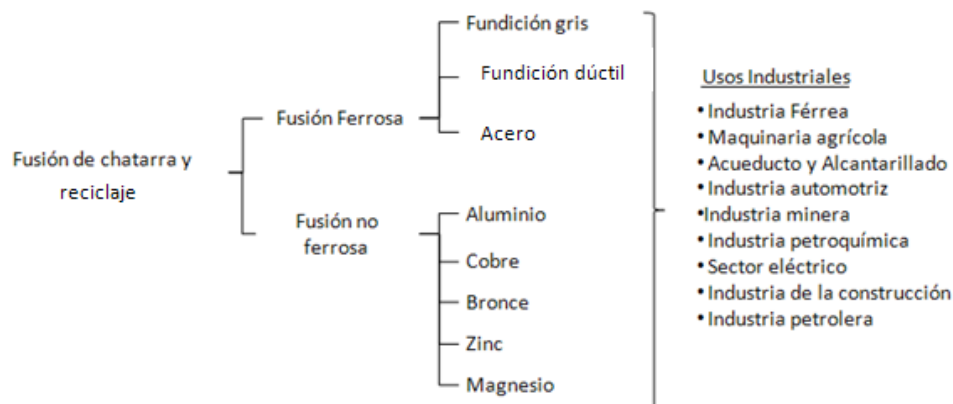 Fusión de chatarra y
reciclaje
Fusión Ferrosa
Fundición gris
Fundición dúctil
Acero
Fusión no
ferrosa
Aluminio
Cobre
Bronce
Zinc
Magnesio
Usos Industriales
• Industria Férrea
• Maquinaria agrícola
• Acueducto y Alcantarillado
• Industria automotriz
•Industria minera
• Industria petroquímica
• Sector eléctrico
• Industria de la construcción
• Industria petrolera